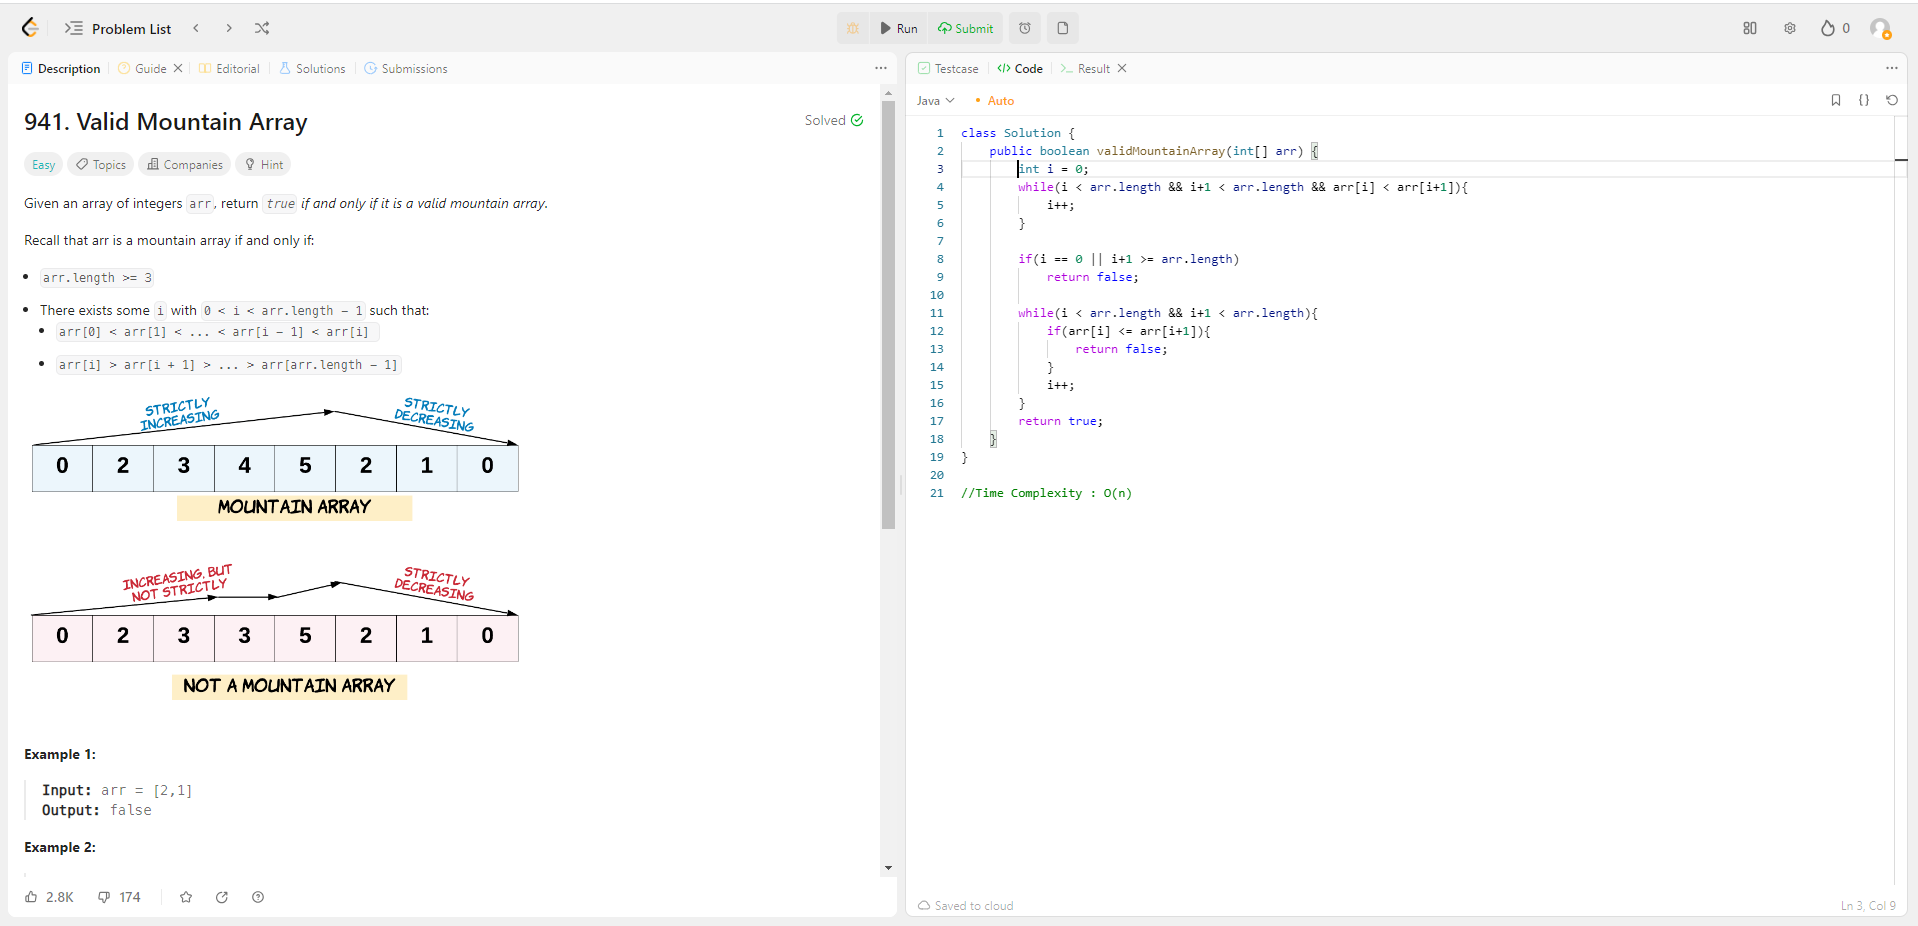 Problem List
Run
Submit
0
Description
Guide
Editorial
Solutions
Submissions
941. Valid Mountain Array
Solved
Easy
Topics
Companies
Hint
Given an array of integers arr, return true if and only if it is a valid mountain array.
Recall that arr is a mountain array if and only if:
arr.length >= 3
There exists some i with 0 < i < arr.length - 1 such that:
arr[0] < arr[1] < ... < arr[i - 1] < arr[i]
arr[i] > arr[i + 1] > ... > arr[arr.length - 1]
STRICTLY
INCREASING
STRICTLY
DECREASING
0 2 3 4 5 2 1 0
MOUNTAIN ARRAY
INCREASING, BUT
NOT STRICTLY
STRICTLY
DECREASING
0 2 3 3 5 2 1 0
NOT A MOUNTAIN ARRAY
Example 1:
Input: arr = [2,1]
Output: false
Example 2:
2.8K
174
Testcase
Code
Result
Java
Auto
1 class Solution {
2 public boolean validMountainArray(int[] arr) {
3 int i = 0;
4 while(i < arr.length && i+1 < arr.length && arr[i] < arr[i+1]){
5 i++;
6 }
7
8 if(i == 0 || i+1 >= arr.length)
9 return false;
10
11 while(i < arr.length && i+1 < arr.length){
12 if(arr[i] <= arr[i+1]){
13 return false;
14 }
15 i++;
16 }
17 return true;
18 }
19 }
20
21 //Time Complexity : O(n)
Saved to cloud
Ln 3, Col 9